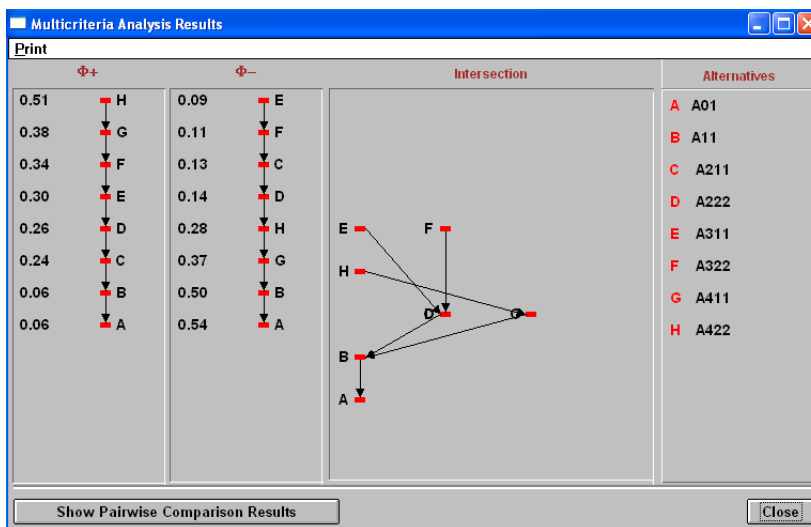 Multicriteria Analysis Results
Print
Φ+
Φ−
Intersection
Alternatives
0.51 H
0.38 G
0.34 F
0.30 E
0.26 D
0.24 C
0.06 B
0.06 A
0.09 E
0.11 F
0.13 C
0.14 D
0.28 H
0.37 G
0.50 B
0.54 A
E F
H
D G
B
A
A A01
B A11
C A211
D A222
E A311
F A322
G A411
H A422
Show Pairwise Comparison Results
Close